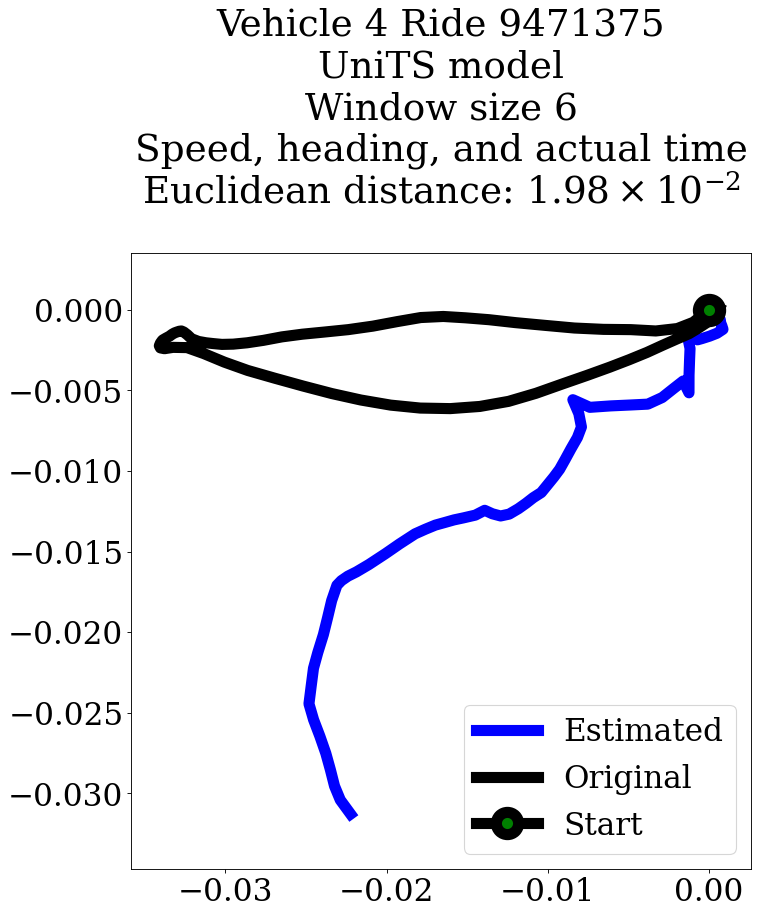 Vehicle 4 Ride 9471375
UniTS model
Window size 6
Speed, heading, and actual time
Euclidean distance: 1.98 × 10⁻²
0.000
−0.005
−0.010
−0.015
−0.020
−0.025
−0.030
Estimated
Original
Start
−0.03
−0.02
−0.01
0.00